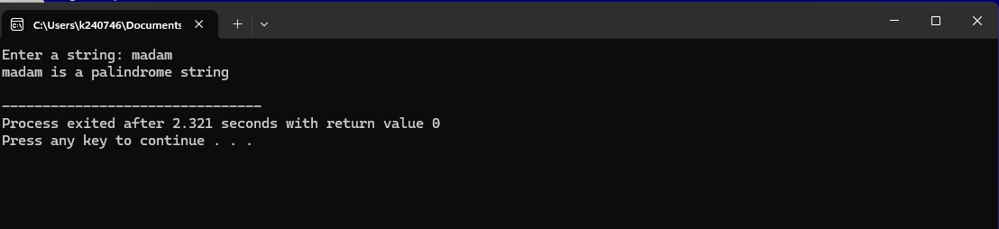 C:\Users\k240746\Documents
Enter a string: madam
madam is a palindrome string
--------------------------------
Process exited after 2.321 seconds with return value 0
Press any key to continue . . .